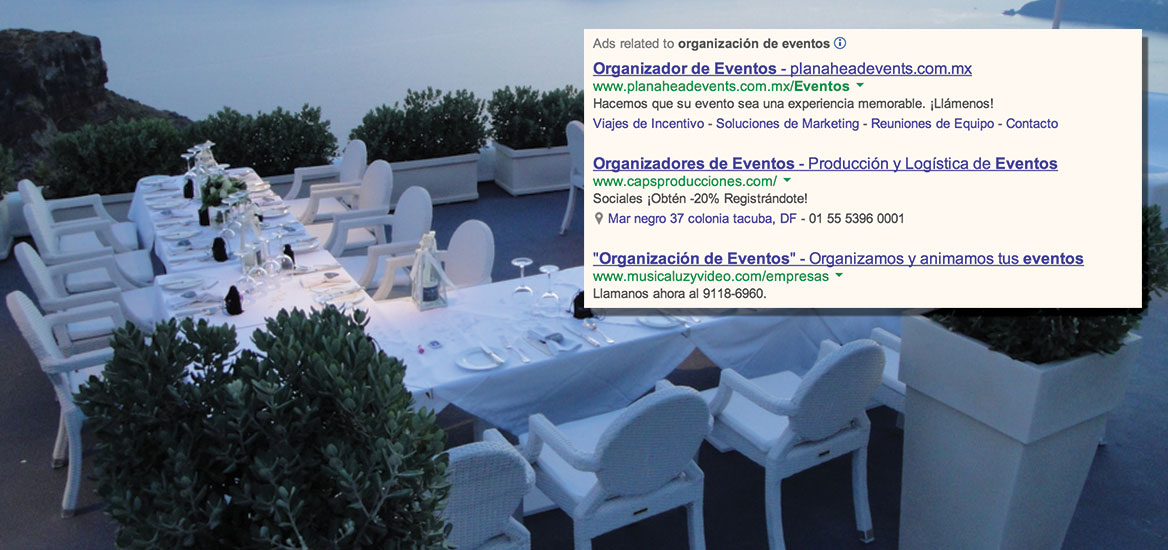 Ads related to organización de eventos
Organizador de Eventos - planaheadevents.com.mx
www.planaheadevents.com.mx/Eventos
Hacemos que su evento sea una experiencia memorable. ¡Llámenos!
Viajes de Incentivo - Soluciones de Marketing - Reuniones de Equipo - Contacto
Organizadores de Eventos - Producción y Logística de Eventos
www.capsproducciones.com/
Sociales ¡Obtén -20% Registrándote!
Mar negro 37 colonia tacuba, DF - 01 55 5396 0001
"Organización de Eventos" - Organizamos y animamos tus eventos
www.musicaluzyvideo.com/empresas
Llamanos ahora al 9118-6960.